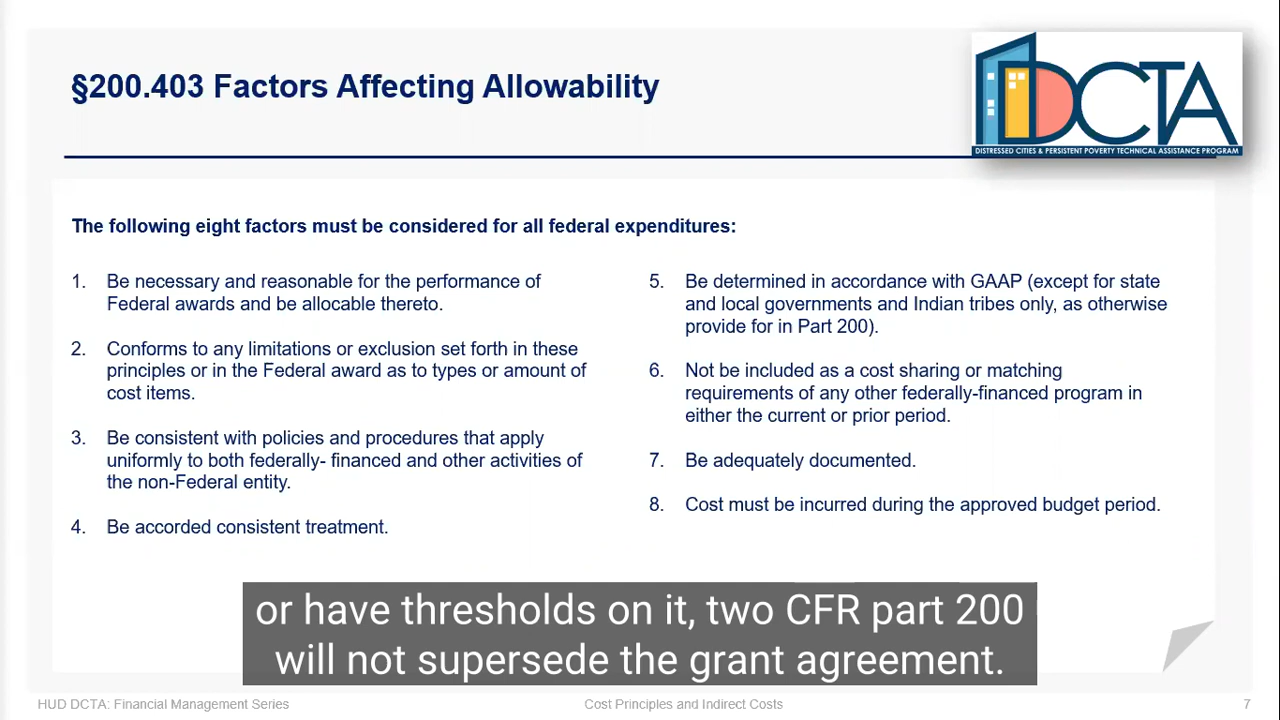 §200.403 Factors Affecting Allowability
DCTA
DISTRESSED CITIES & PERSISTENT POVERTY TECHNICAL ASSISTANCE PROGRAM
The following eight factors must be considered for all federal expenditures:
1. Be necessary and reasonable for the performance of
Federal awards and be allocable thereto.
2. Conforms to any limitations or exclusion set forth in these
principles or in the Federal award as to types or amount of
cost items.
3. Be consistent with policies and procedures that apply
uniformly to both federally- financed and other activities of
the non-Federal entity.
4. Be accorded consistent treatment.
5. Be determined in accordance with GAAP (except for state
and local governments and Indian tribes only, as otherwise
provide for in Part 200).
6. Not be included as a cost sharing or matching
requirements of any other federally-financed program in
either the current or prior period.
7. Be adequately documented.
8. Cost must be incurred during the approved budget period.
or have thresholds on it, two CFR part 200
will not supersede the grant agreement.
HUD DCTA: Financial Management Series
Cost Principles and Indirect Costs
7